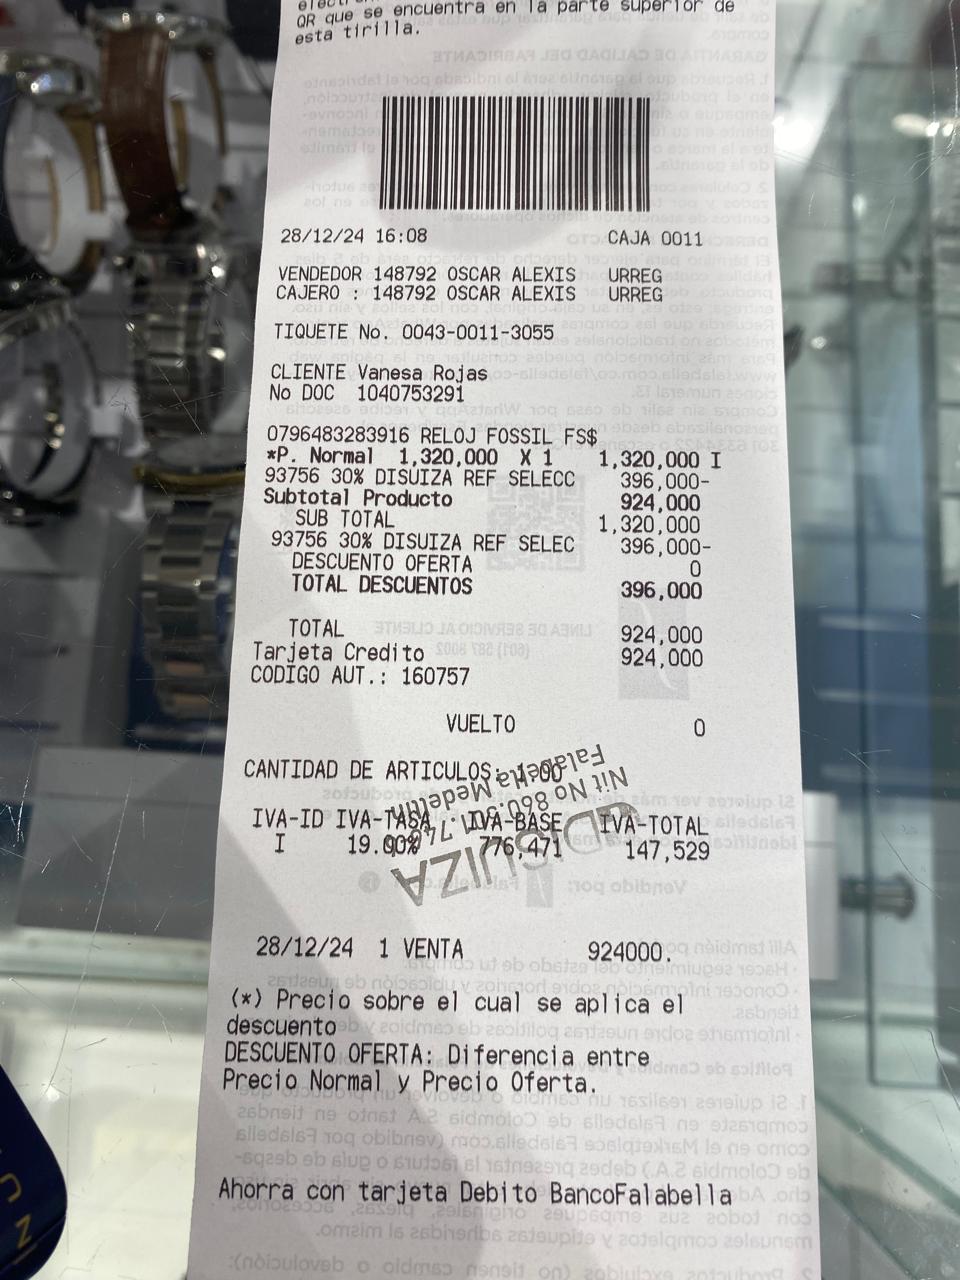 QR que se encuentra en la parte superior de
esta tirilla.
28/12/24 16:08 CAJA 0011
VENDEDOR 148792 OSCAR ALEXIS URREG
CAJERO : 148792 OSCAR ALEXIS URREG
TIQUETE No. 0043-0011-3055
CLIENTE Vanesa Rojas
No DOC 1040753291
0796483283916 RELOJ FOSSIL FS$
*P. Normal 1,320,000 X 1 1,320,000 I
93756 30% DISUIZA REF SELECC 396,000-
Subtotal Producto 924,000
SUB TOTAL 1,320,000
93756 30% DISUIZA REF SELEC 396,000-
DESCUENTO OFERTA 0
TOTAL DESCUENTOS 396,000
TOTAL 924,000
Tarjeta Credito 924,000
CODIGO AUT.: 160757
VUELTO 0
CANTIDAD DE ARTICULOS: 1.00
IVA-ID IVA-TASA IVA-BASE IVA-TOTAL
I 19.00% 776,471 147,529
DISUIZA
Nit No 860.
Falabella Medellin
28/12/24 1 VENTA 924000.
(*) Precio sobre el cual se aplica el
descuento
DESCUENTO OFERTA: Diferencia entre
Precio Normal y Precio Oferta.
Ahorra con tarjeta Debito BancoFalabella